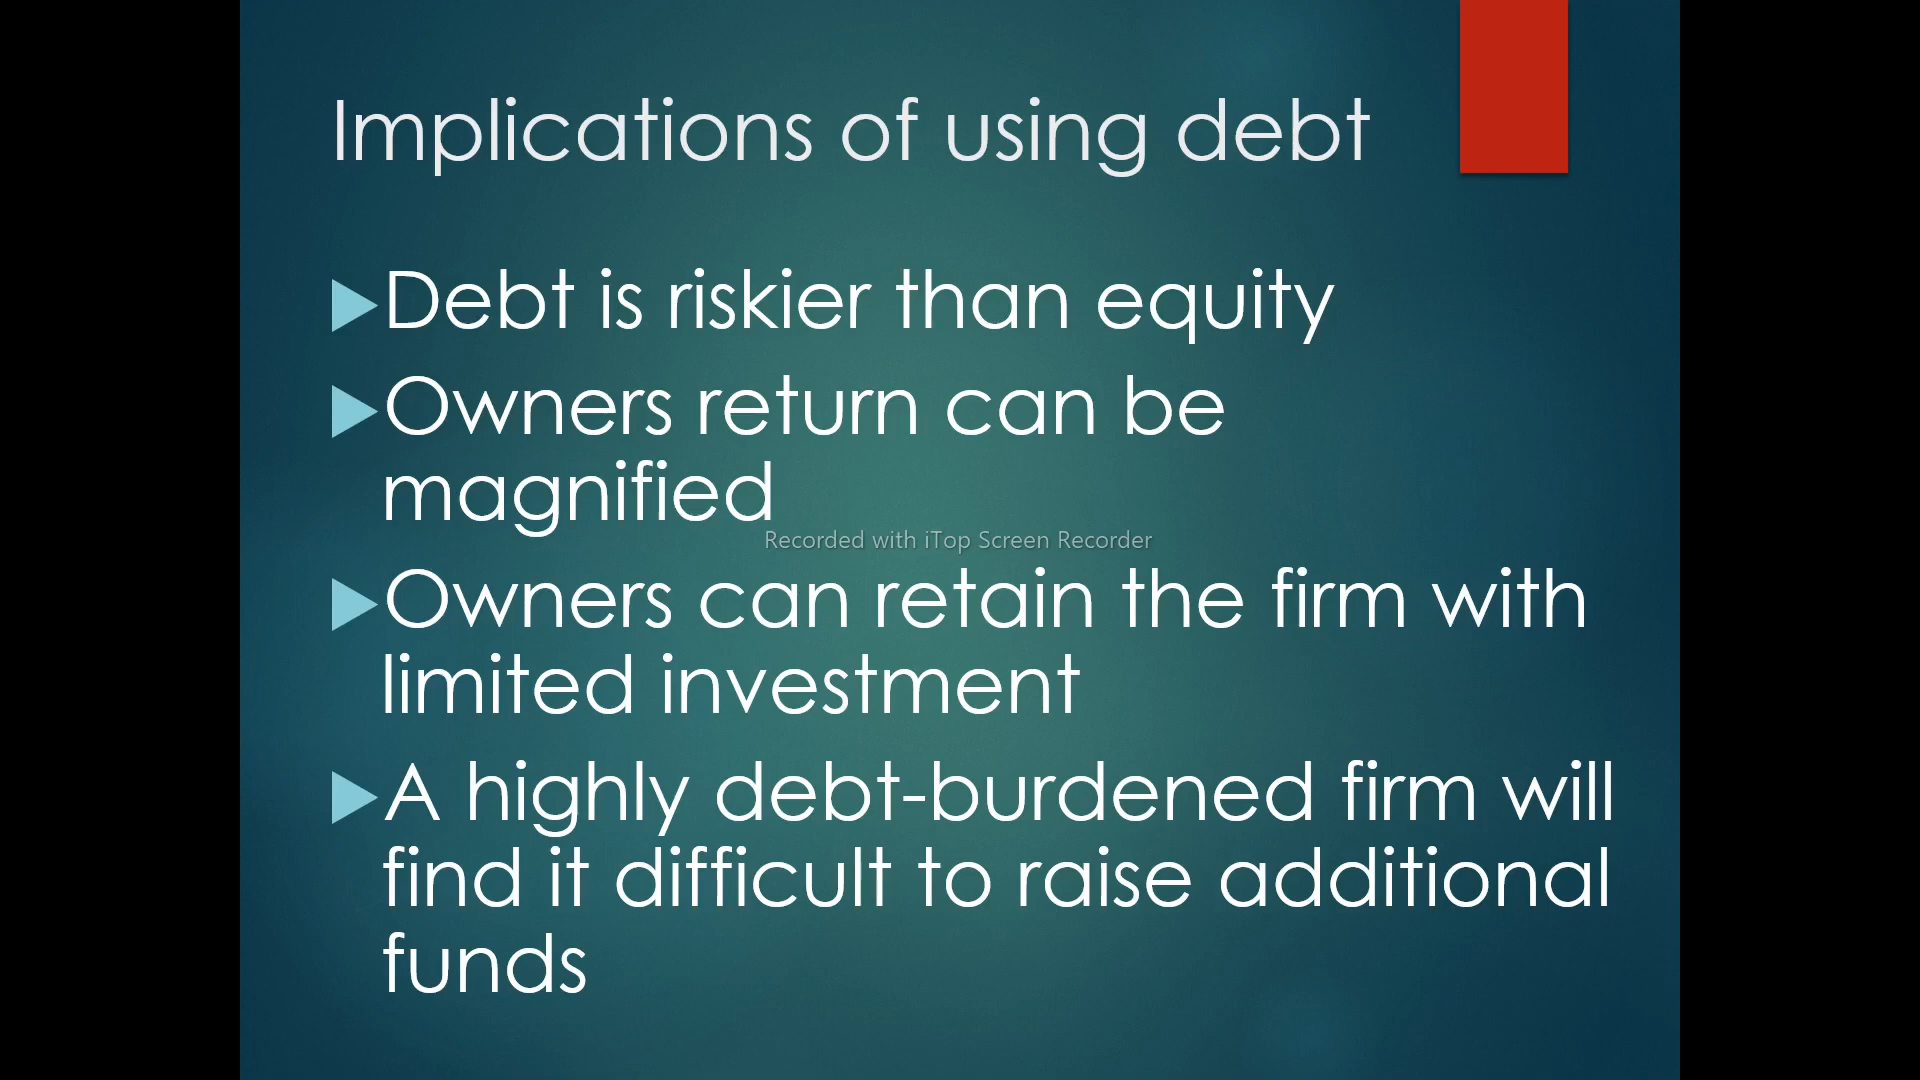 Implications of using debt
Debt is riskier than equity
Owners return can be
magnified
Recorded with iTop Screen Recorder
Owners can retain the firm with
limited investment
A highly debt-burdened firm will
find it difficult to raise additional
funds